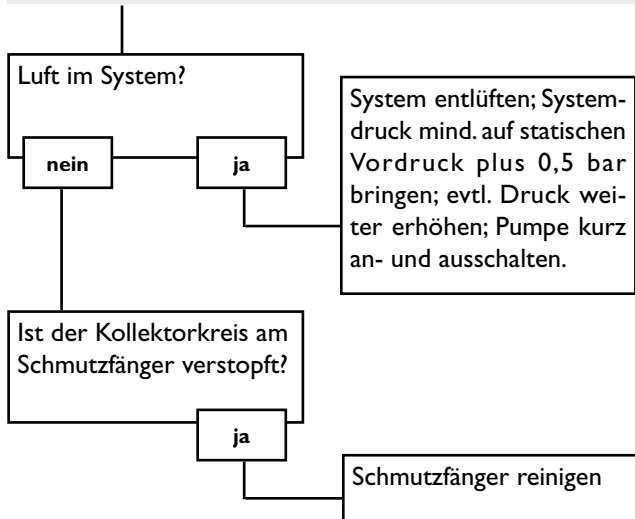 Luft im System?
nein
ja
System entlüften; System-
druck mind. auf statischen
Vordruck plus 0,5 bar
bringen; evtl. Druck wei-
ter erhöhen; Pumpe kurz
an- und ausschalten.
Ist der Kollektorkreis am
Schmutzfänger verstopft?
ja
Schmutzfänger reinigen